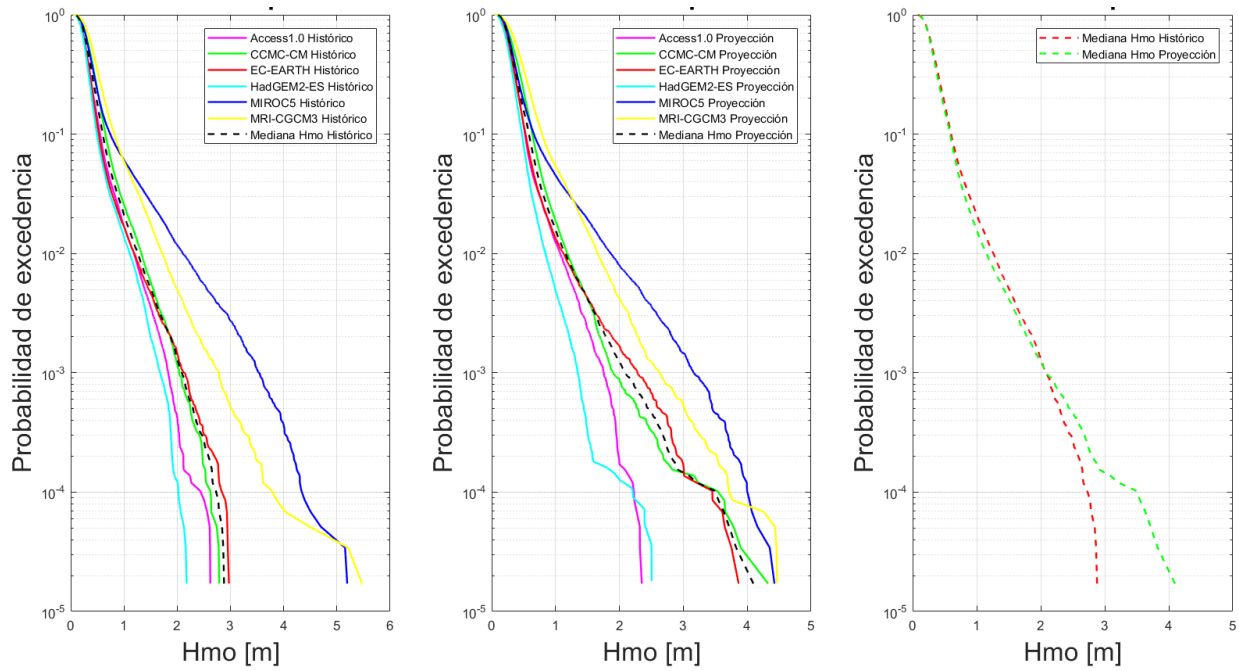 Access1.0 Histórico
CCMC-CM Histórico
EC-EARTH Histórico
HadGEM2-ES Histórico
MIROC5 Histórico
MRI-CGCM3 Histórico
Mediana Hmo Histórico
10^0
10^-1
10^-2
10^-3
10^-4
10^-5
Probabilidad de excedencia
0 1 2 3 4 5 6
Hmo [m]
Access1.0 Proyección
CCMC-CM Proyección
EC-EARTH Proyección
HadGEM2-ES Proyección
MIROC5 Proyección
MRI-CGCM3 Proyección
Mediana Hmo Proyección
10^0
10^-1
10^-2
10^-3
10^-4
10^-5
Probabilidad de excedencia
0 1 2 3 4 5
Hmo [m]
Mediana Hmo Histórico
Mediana Hmo Proyección
10^0
10^-1
10^-2
10^-3
10^-4
10^-5
Probabilidad de excedencia
0 1 2 3 4 5
Hmo [m]